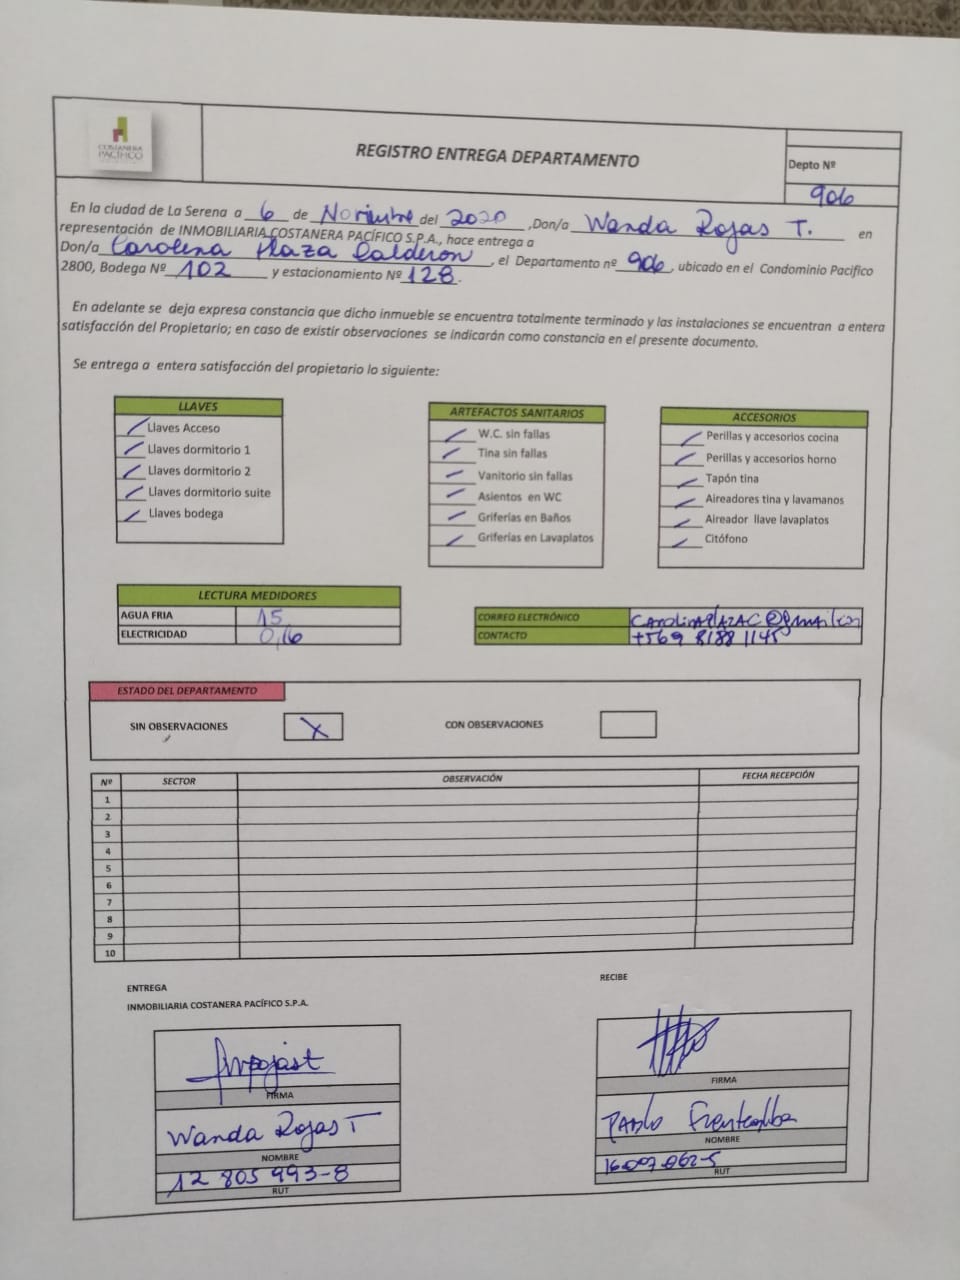 COSTANERA
PACÍFICO
REGISTRO ENTREGA DEPARTAMENTO
Depto Nº
906
En la ciudad de La Serena a 6 de Noviembre del 2020 ,Don/a Wanda Rojas T. en
representación de INMOBILIARIA COSTANERA PACÍFICO S.P.A., hace entrega a
Don/a Carolina Plaza Calderon , el Departamento nº 906 , ubicado en el Condominio Pacifico
2800, Bodega Nº 102 y estacionamiento Nº 128.
En adelante se deja expresa constancia que dicho inmueble se encuentra totalmente terminado y las instalaciones se encuentran a entera
satisfacción del Propietario; en caso de existir observaciones se indicarán como constancia en el presente documento.
Se entrega a entera satisfacción del propietario lo siguiente:
LLAVES
Llaves Acceso
Llaves dormitorio 1
Llaves dormitorio 2
Llaves dormitorio suite
Llaves bodega
ARTEFACTOS SANITARIOS
W.C. sin fallas
Tina sin fallas
Vanitorio sin fallas
Asientos en WC
Griferías en Baños
Griferías en Lavaplatos
ACCESORIOS
Perillas y accesorios cocina
Perillas y accesorios horno
Tapón tina
Aireadores tina y lavamanos
Aireador llave lavaplatos
Citófono
LECTURA MEDIDORES
AGUA FRIA 15
ELECTRICIDAD 0,16
CORREO ELECTRÓNICO
CONTACTO +569 8188 1145
ESTADO DEL DEPARTAMENTO
SIN OBSERVACIONES X CON OBSERVACIONES
Nº SECTOR OBSERVACIÓN FECHA RECEPCIÓN
1
2
3
4
5
6
7
8
9
10
ENTREGA
INMOBILIARIA COSTANERA PACÍFICO S.P.A.
FIRMA
Wanda Rojas T
NOMBRE
12 805 993-8
RUT
RECIBE
FIRMA
Pablo Fuentealba
NOMBRE
16.007.062-5
RUT